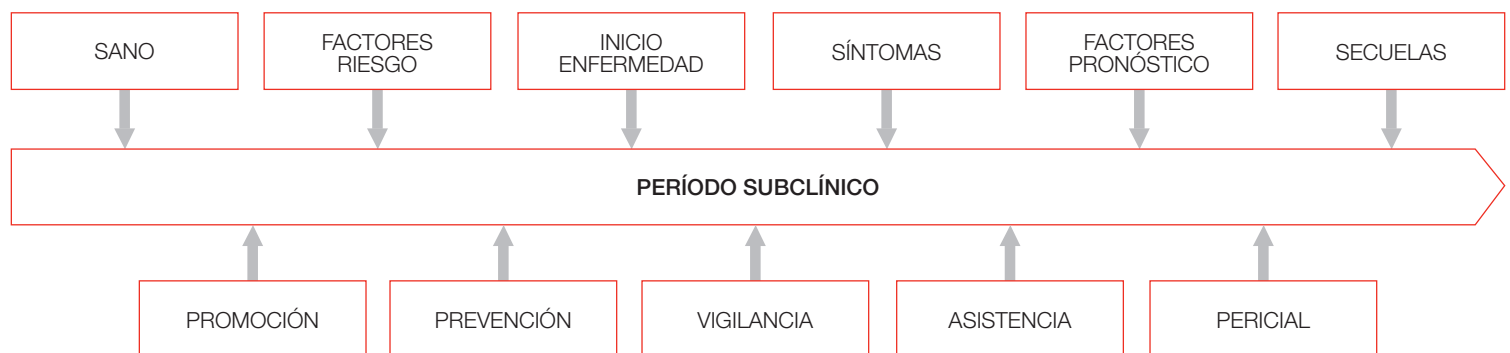 SANO
FACTORES
RIESGO
INICIO
ENFERMEDAD
SÍNTOMAS
FACTORES
PRONÓSTICO
SECUELAS
PERÍODO SUBCLÍNICO
PROMOCIÓN
PREVENCIÓN
VIGILANCIA
ASISTENCIA
PERICIAL